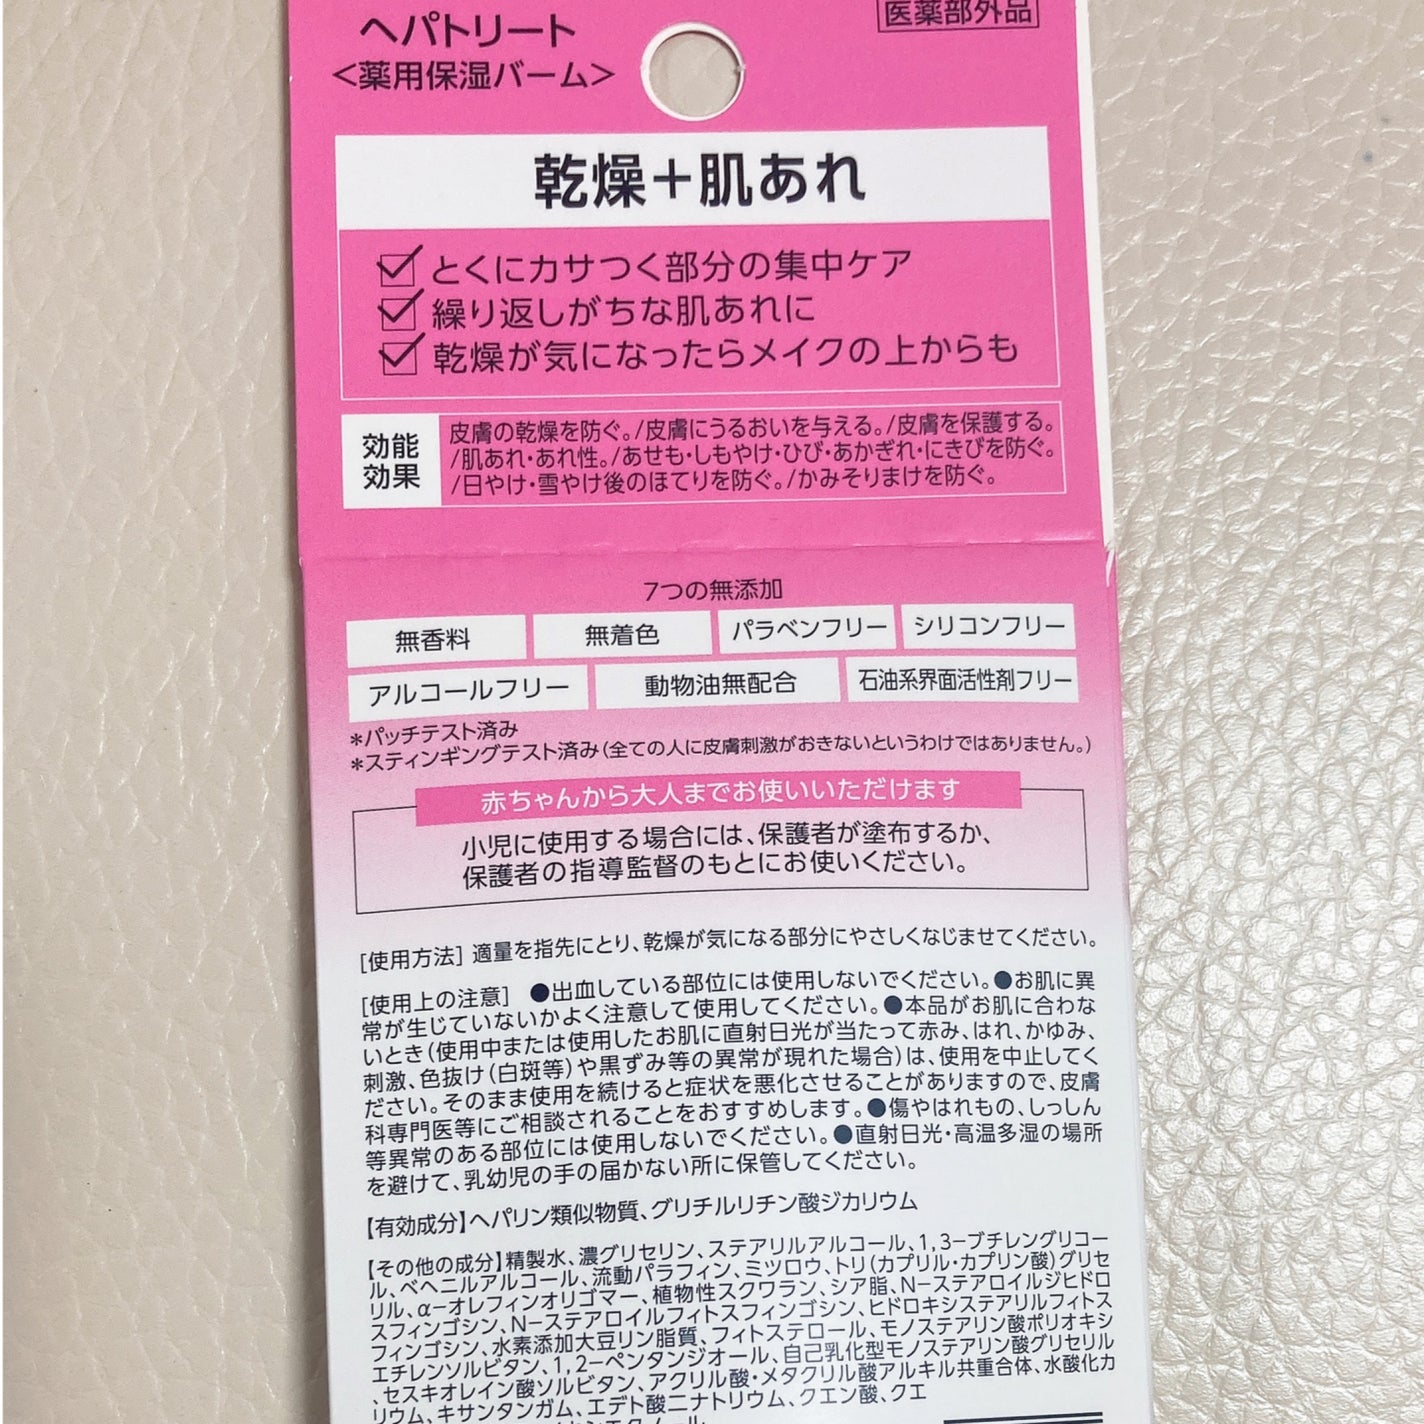 ヘパトリート
<薬用保湿バーム>
医薬部外品
乾燥+肌あれ
とくにカサつく部分の集中ケア
繰り返しがちな肌あれに
乾燥が気になったらメイクの上からも
効能
効果
皮膚の乾燥を防ぐ。/皮膚にうるおいを与える。/皮膚を保護する。
/肌あれ・あれ性。/あせも・しもやけ・ひび・あかぎれ・にきびを防ぐ。
/日やけ・雪やけ後のほてりを防ぐ。/かみそりまけを防ぐ。
7つの無添加
無香料 無着色 パラベンフリー シリコンフリー
アルコールフリー 動物油無配合 石油系界面活性剤フリー
*パッチテスト済み
*スティンギングテスト済み(全ての人に皮膚刺激がおきないというわけではありません。)
赤ちゃんから大人までお使いいただけます
小児に使用する場合には、保護者が塗布するか、
保護者の指導監督のもとにお使いください。
[使用方法] 適量を指先にとり、乾燥が気になる部分にやさしくなじませてください。
[使用上の注意] ●出血している部位には使用しないでください。●お肌に異
常が生じていないかよく注意して使用してください。●本品がお肌に合わな
いとき(使用中または使用したお肌に直射日光が当たって赤み、はれ、かゆみ、
刺激、色抜け(白斑等)や黒ずみ等の異常が現れた場合)は、使用を中止してく
ださい。そのまま使用を続けると症状を悪化させることがありますので、皮膚
科専門医等にご相談されることをおすすめします。●傷やはれもの、しっしん
等異常のある部位には使用しないでください。●直射日光・高温多湿の場所
を避けて、乳幼児の手の届かない所に保管してください。
【有効成分】ヘパリン類似物質、グリチルリチン酸ジカリウム
【その他の成分】精製水、濃グリセリン、ステアリルアルコール、1,3-ブチレングリコー
ル、ベヘニルアルコール、流動パラフィン、ミツロウ、トリ(カプリル・カプリン酸)グリセ
リル、α-オレフィンオリゴマー、植物性スクワラン、シア脂、N-ステアロイルジヒドロ
スフィンゴシン、N-ステアロイルフィトスフィンゴシン、ヒドロキシステアリルフィトス
フィンゴシン、水素添加大豆リン脂質、フィトステロール、モノステアリン酸ポリオキシ
エチレンソルビタン、1,2-ペンタンジオール、自己乳化型モノステアリン酸グリセリル
、セスキオレイン酸ソルビタン、アクリル酸・メタクリル酸アルキル共重合体、水酸化カ
リウム、キサンタンガム、エデト酸二ナトリウム、クエン酸、クエ